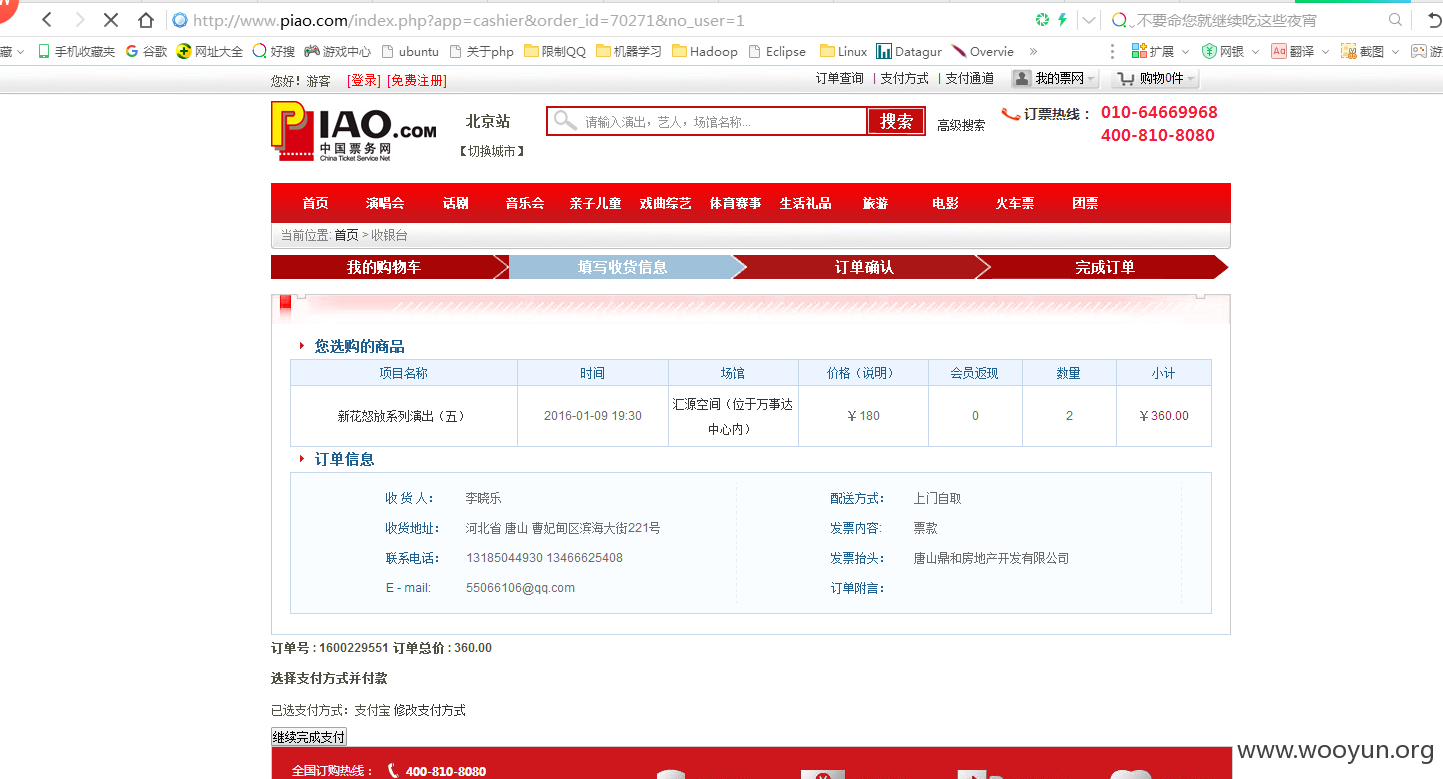 http://www.piao.com/index.php?app=cashier&order_id=70271&no_user=1
不要命您就继续吃这些夜宵
藏 手机收藏夹 谷歌 网址大全 好搜 游戏中心 ubuntu 关于php 限制QQ 机器学习 Hadoop Eclipse Linux Datagur Overvie » 扩展 网银 Aa 翻译 截图 游
您好！游客 [登录] [免费注册] 订单查询 | 支付方式 | 支付通道 我的票网 购物0件
PIAO.COM
中国票务网
China Ticket Service Net
北京站
【切换城市】
请输入演出，艺人，场馆名称...
搜索
高级搜索
订票热线： 010-64669968
400-810-8080
首页 演唱会 话剧 音乐会 亲子儿童 戏曲综艺 体育赛事 生活礼品 旅游 电影 火车票 团票
当前位置: 首页 > 收银台
我的购物车 填写收货信息 订单确认 完成订单
您选购的商品
项目名称 时间 场馆 价格（说明） 会员返现 数量 小计
新花怒放系列演出（五） 2016-01-09 19:30 汇源空间（位于万事达中心内） ￥180 0 2 ￥360.00
订单信息
收 货 人： 李晓乐 配送方式： 上门自取
收货地址： 河北省 唐山 曹妃甸区滨海大街221号 发票内容: 票款
联系电话： 13185044930 13466625408 发票抬头： 唐山鼎和房地产开发有限公司
E - mail: 55066106@qq.com 订单附言：
订单号 : 1600229551 订单总价 : 360.00
选择支付方式并付款
已选支付方式：支付宝 修改支付方式
继续完成支付
全国订购热线： 400-810-8080
www.wooyun.org